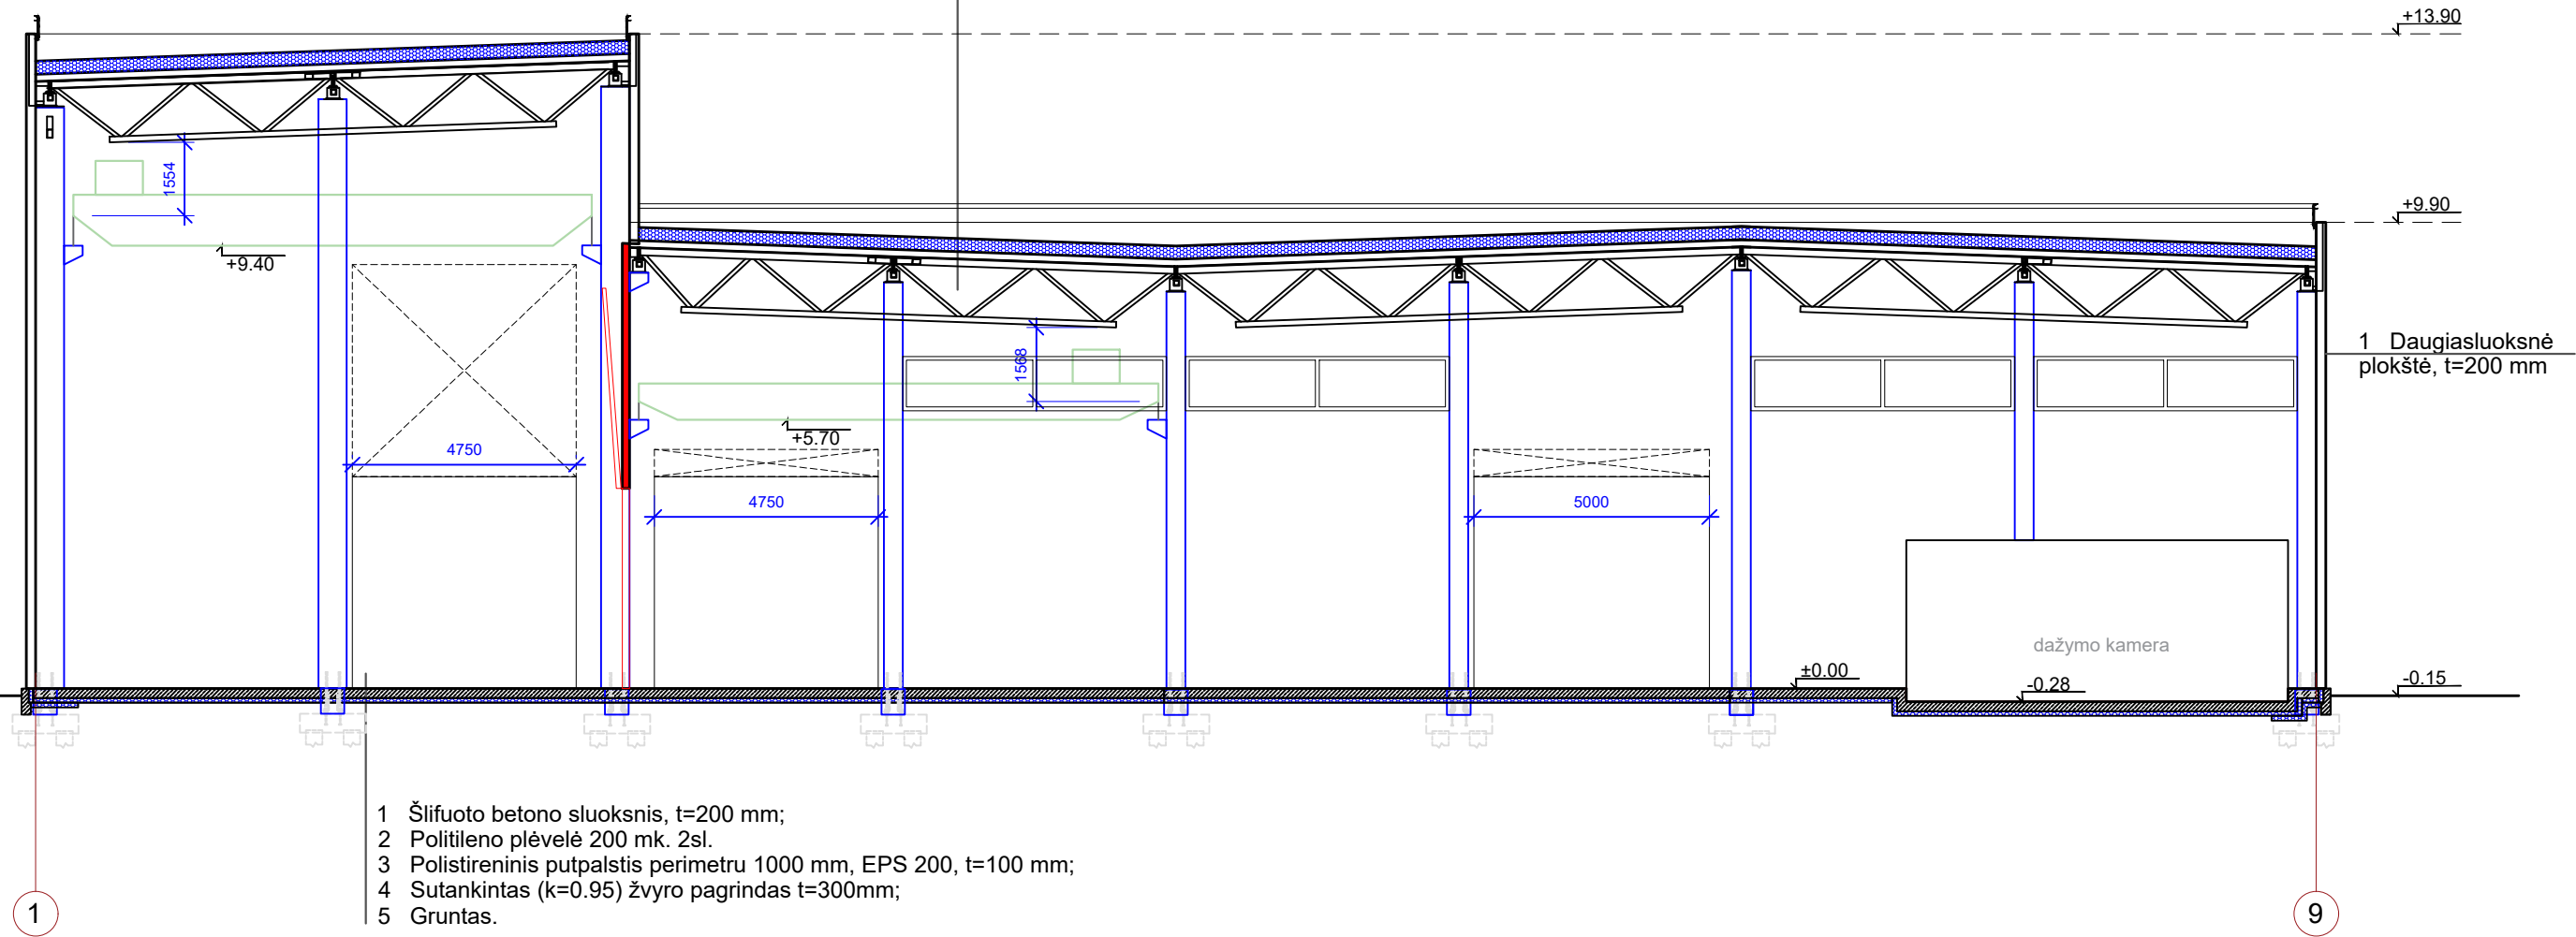 +13.90
1554
+9.90
+9.40
1 Daugiasluoksnė
plokštė, t=200 mm
1568
+5.70
4750
4750
5000
dažymo kamera
±0.00
-0.28
-0.15
1 Šlifuoto betono sluoksnis, t=200 mm;
2 Politileno plėvelė 200 mk. 2sl.
3 Polistireninis putpalstis perimetru 1000 mm, EPS 200, t=100 mm;
4 Sutankintas (k=0.95) žvyro pagrindas t=300mm;
5 Gruntas.
1
9